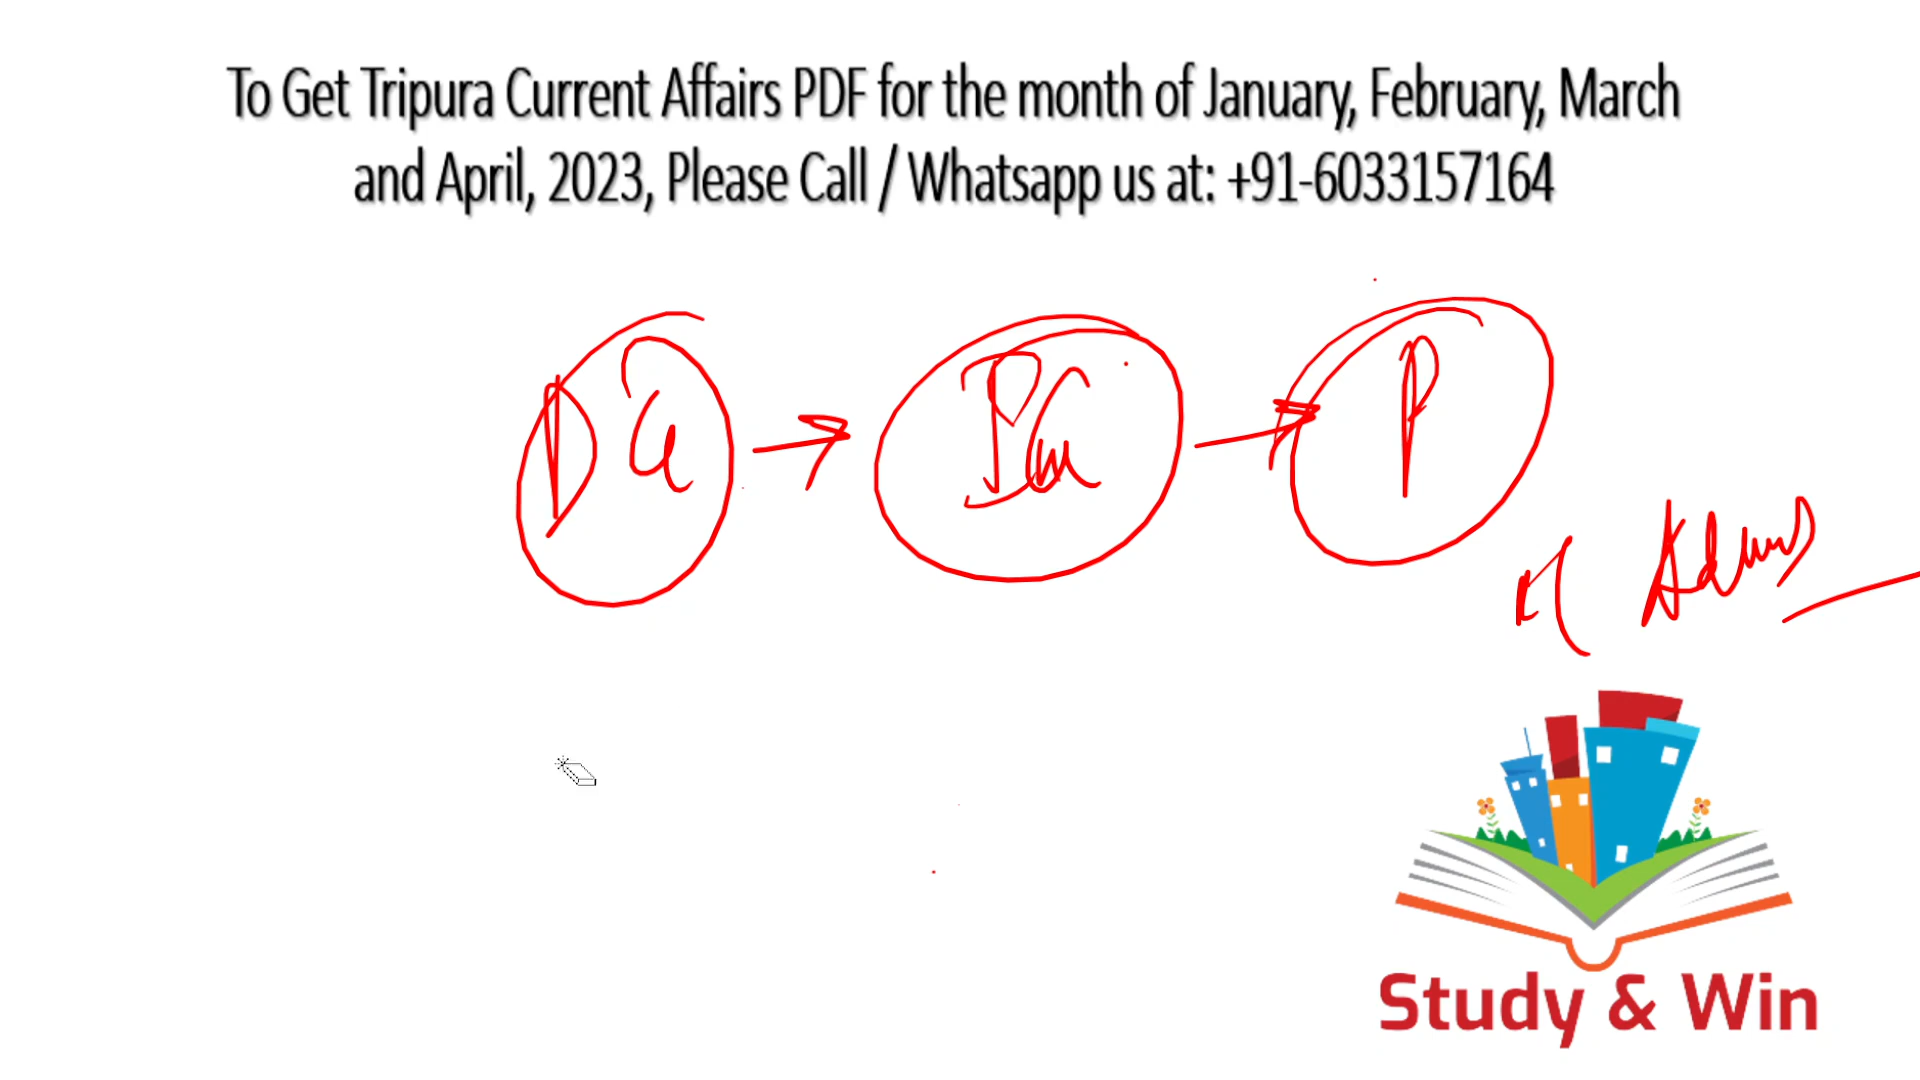 To Get Tripura Current Affairs PDF for the month of January, February, March
and April, 2023, Please Call / Whatsapp us at: +91-6033157164
P
Study & Win